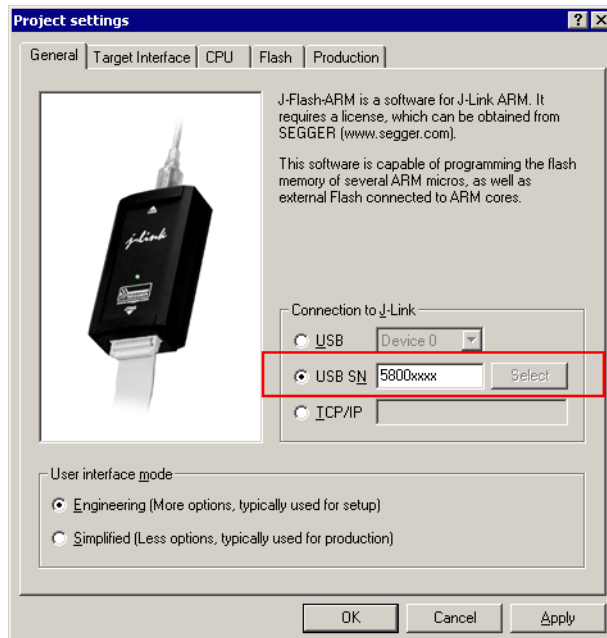 Project settings
General Target Interface CPU Flash Production
J-Flash-ARM is a software for J-Link ARM. It
requires a license, which can be obtained from
SEGGER (www.segger.com).
This software is capable of programming the flash
memory of several ARM micros, as well as
external Flash connected to ARM cores.
j-link
Connection to J-Link
USB Device 0
USB SN 5800xxxx Select
TCP/IP
User interface mode
Engineering (More options, typically used for setup)
Simplified (Less options, typically used for production)
OK Cancel Apply